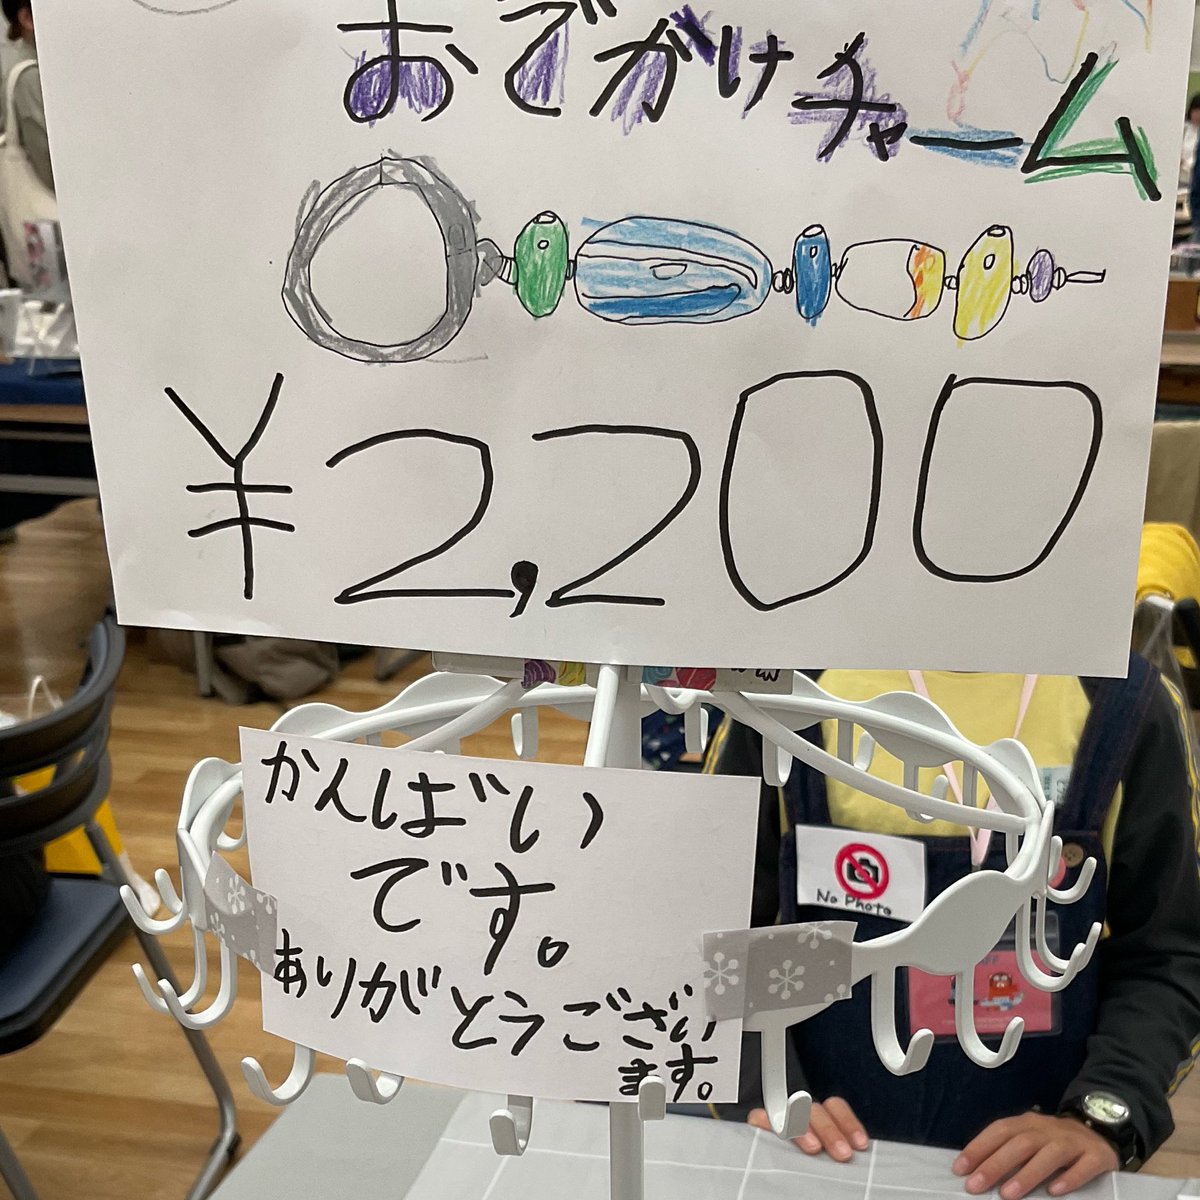 おでかけチャーム
¥2,200
かんばい
です。
ありがとうござい
ます。
No Photo